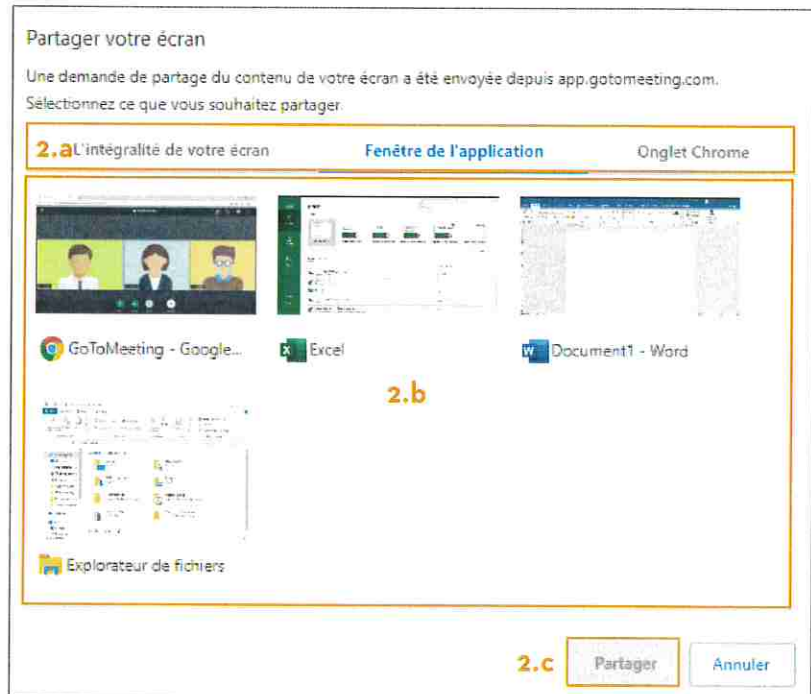 Partager votre écran
Une demande de partage du contenu de votre écran a été envoyée depuis app.gotomeeting.com.
Sélectionnez ce que vous souhaitez partager.
2.a L'intégralité de votre écran Fenêtre de l'application Onglet Chrome
GoToMeeting - Google... Excel Document1 - Word
2.b
Explorateur de fichiers
2.c Partager Annuler